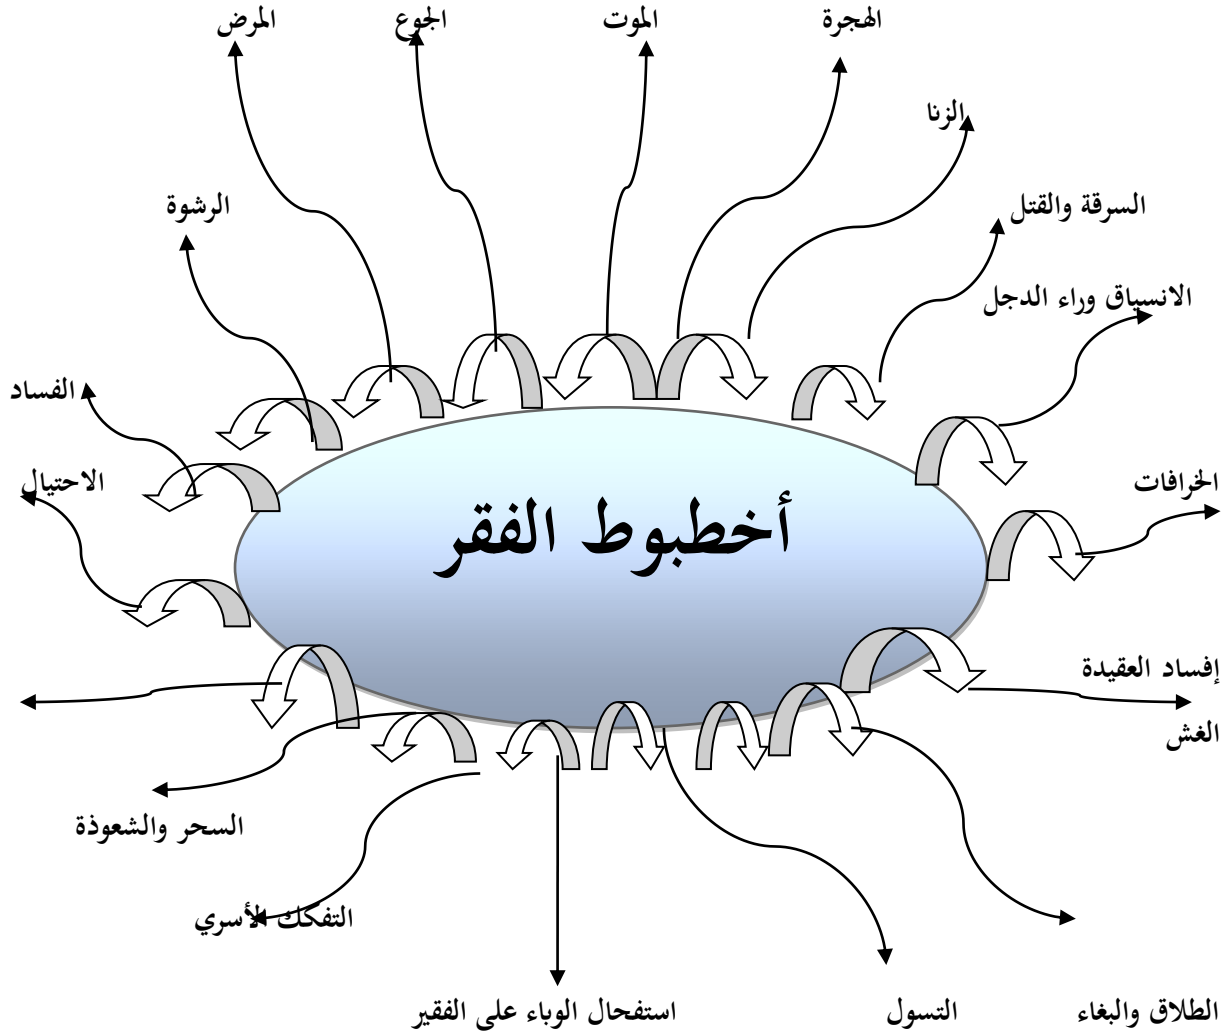 الهجرة
الموت
الجوع
المرض
الزنا
السرقة والقتل
الرشوة
الانسياق وراء الدجل
الفساد
الخرافات
الاحتيال
أخطبوط الفقر
إفساد العقيدة
الغش
السحر والشعوذة
التفكك الأسري
الطلاق والبغاء
التسول
استفحال الوباء على الفقير